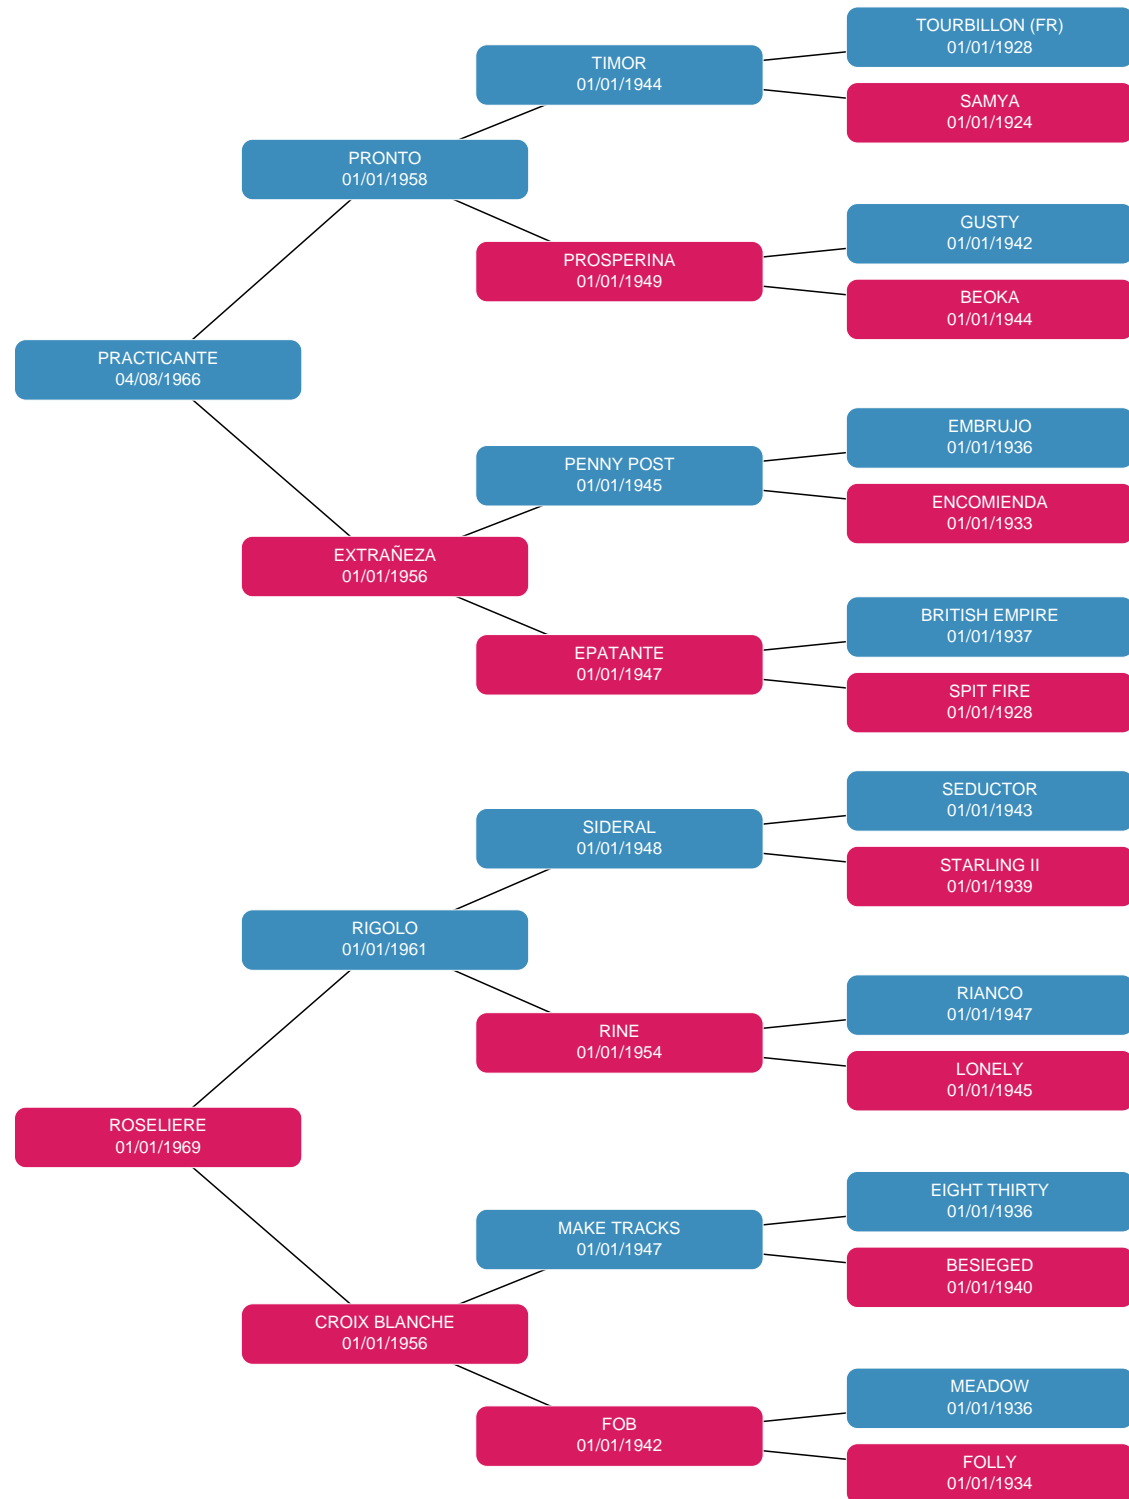 TOURBILLON (FR)
01/01/1928
TIMOR
01/01/1944
SAMYA
01/01/1924
PRONTO
01/01/1958
GUSTY
01/01/1942
PROSPERINA
01/01/1949
BEOKA
01/01/1944
PRACTICANTE
04/08/1966
EMBRUJO
01/01/1936
PENNY POST
01/01/1945
ENCOMIENDA
01/01/1933
EXTRAÑEZA
01/01/1956
BRITISH EMPIRE
01/01/1937
EPATANTE
01/01/1947
SPIT FIRE
01/01/1928
SEDUCTOR
01/01/1943
SIDERAL
01/01/1948
STARLING II
01/01/1939
RIGOLO
01/01/1961
RIANCO
01/01/1947
RINE
01/01/1954
LONELY
01/01/1945
ROSELIERE
01/01/1969
EIGHT THIRTY
01/01/1936
MAKE TRACKS
01/01/1947
BESIEGED
01/01/1940
CROIX BLANCHE
01/01/1956
MEADOW
01/01/1936
FOB
01/01/1942
FOLLY
01/01/1934